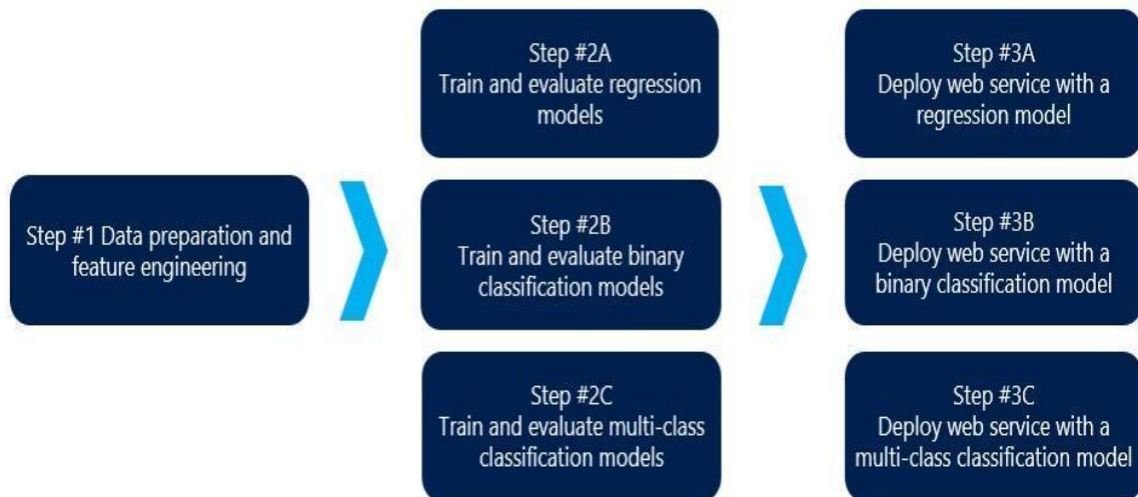 Step #1 Data preparation and
feature engineering
Step #2A
Train and evaluate regression
models
Step #2B
Train and evaluate binary
classification models
Step #2C
Train and evaluate multi-class
classification models
Step #3A
Deploy web service with a
regression model
Step #3B
Deploy web service with a
binary classification model
Step #3C
Deploy web service with a
multi-class classification model